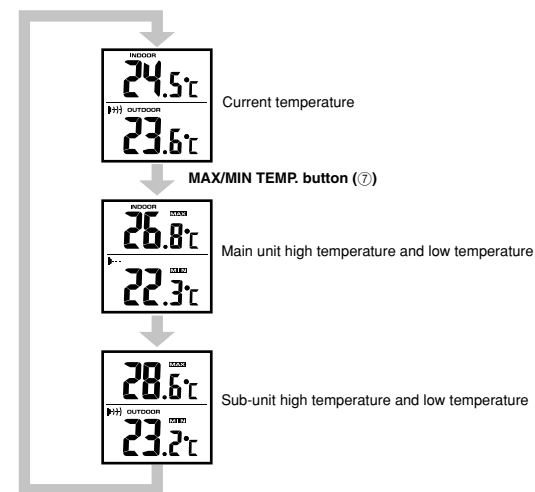 INDOOR
24.5℃
OUTDOOR
23.6℃
Current temperature
MAX/MIN TEMP. button (⑦)
INDOOR
MAX
26.8℃
MIN
22.3℃
Main unit high temperature and low temperature
MAX
28.6℃
OUTDOOR
MIN
23.2℃
Sub-unit high temperature and low temperature